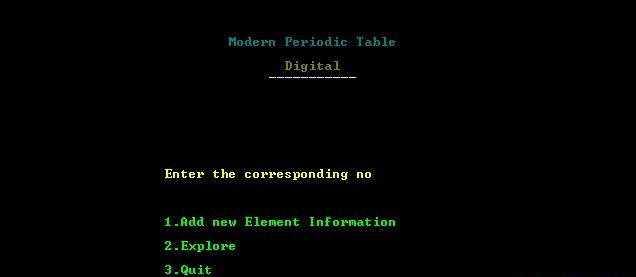 Modern Periodic Table
Digital
-----------
Enter the corresponding no
1.Add new Element Information
2.Explore
3.Quit